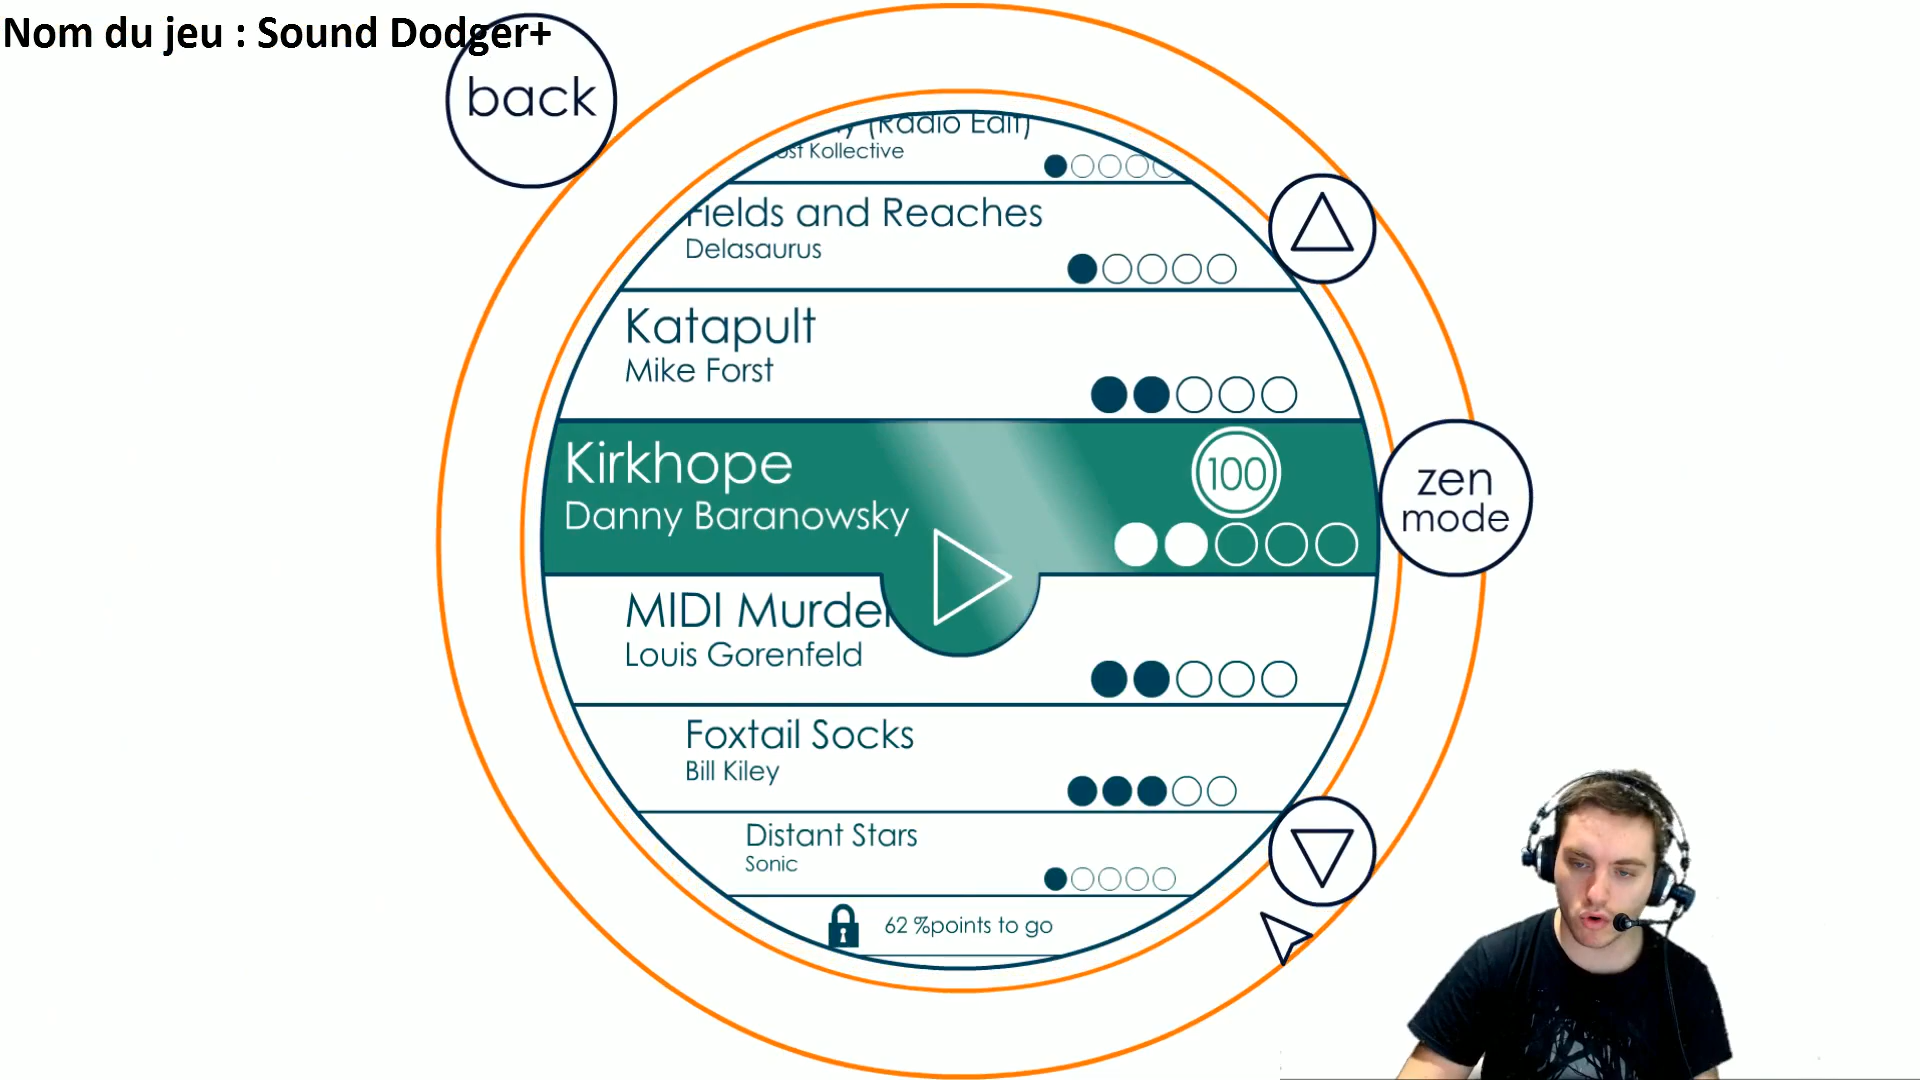 Nom du jeu : Sound Dodger+
back
(Radio Edit)
Kollective
Fields and Reaches
Delasaurus
Katapult
Mike Forst
Kirkhope
Danny Baranowsky
100
zen
mode
MIDI Murder
Louis Gorenfeld
Foxtail Socks
Bill Kiley
Distant Stars
Sonic
62 %points to go